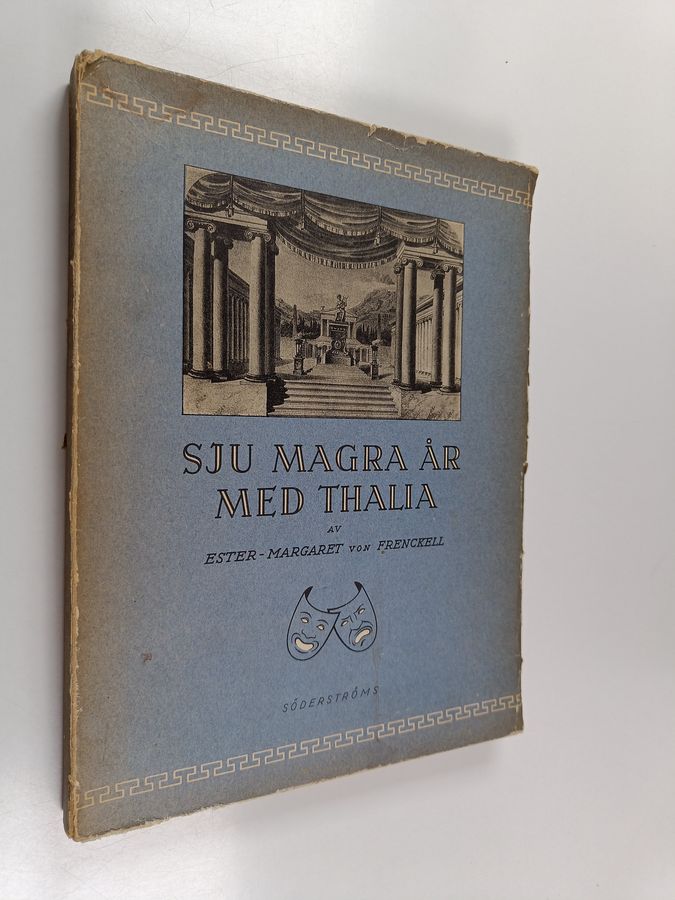 SJU MAGRA ÅR
MED THALIA
AV
ESTER-MARGARET VON FRENCKELL
SÖDERSTRÖMS